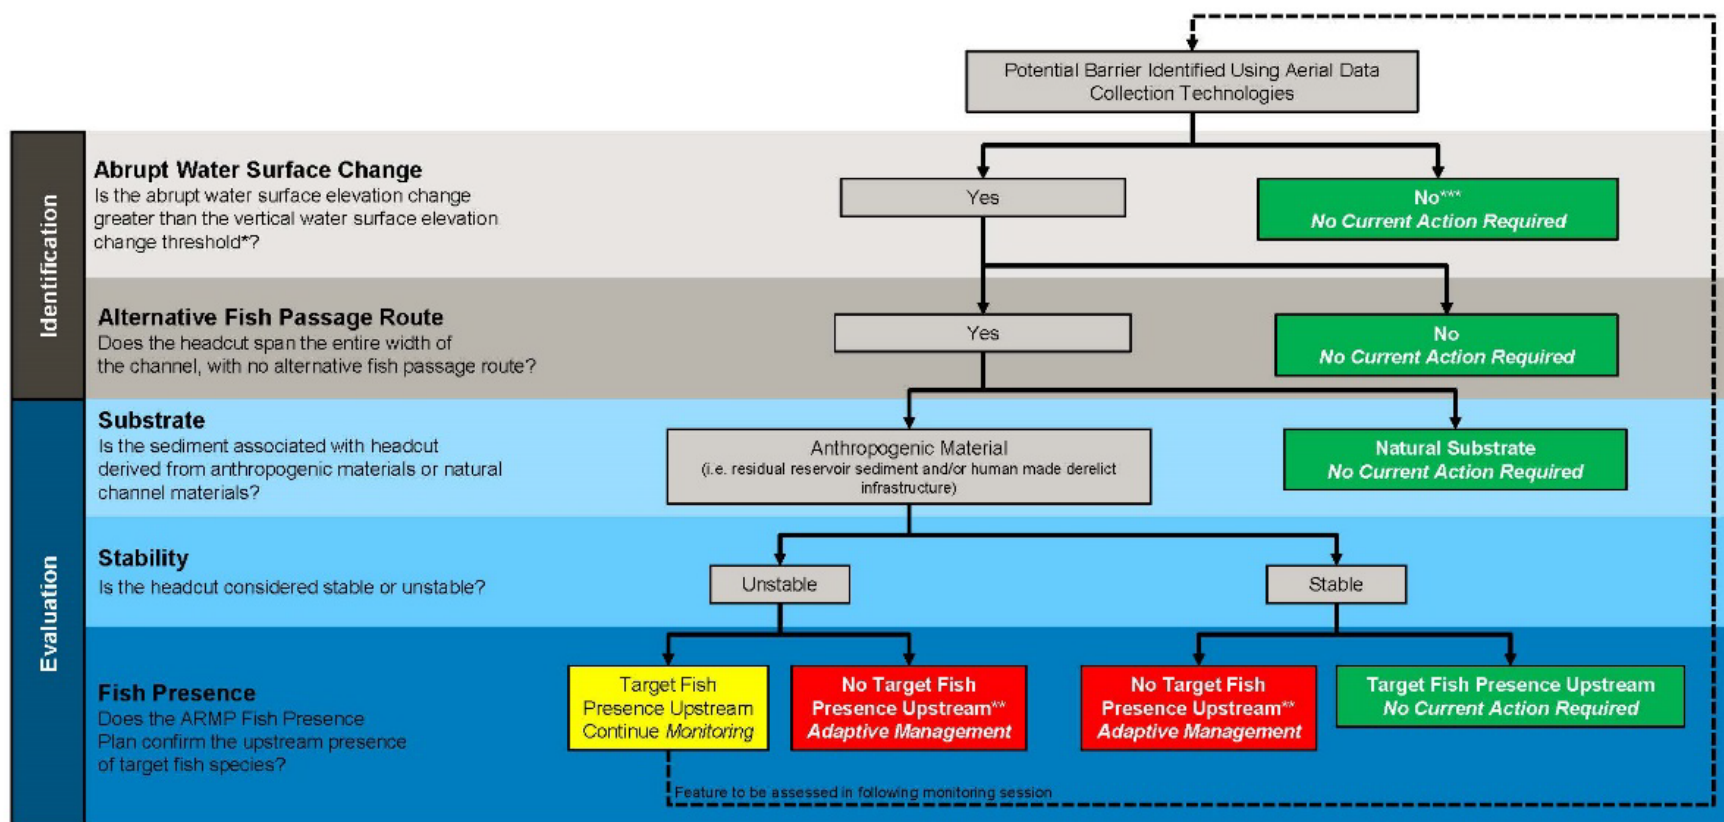 Potential Barrier Identified Using Aerial Data
Collection Technologies
Identification
Abrupt Water Surface Change
Is the abrupt water surface elevation change
greater than the vertical water surface elevation
change threshold*?
Yes
No***
No Current Action Required
Alternative Fish Passage Route
Does the headcut span the entire width of
the channel, with no alternative fish passage route?
Yes
No
No Current Action Required
Evaluation
Substrate
Is the sediment associated with headcut
derived from anthropogenic materials or natural
channel materials?
Anthropogenic Material
(i.e. residual reservoir sediment and/or human made derelict
infrastructure)
Natural Substrate
No Current Action Required
Stability
Is the headcut considered stable or unstable?
Unstable
Stable
Fish Presence
Does the ARMP Fish Presence
Plan confirm the upstream presence
of target fish species?
Target Fish
Presence Upstream
Continue Monitoring
No Target Fish
Presence Upstream**
Adaptive Management
No Target Fish
Presence Upstream**
Adaptive Management
Target Fish Presence Upstream
No Current Action Required
Feature to be assessed in following monitoring session